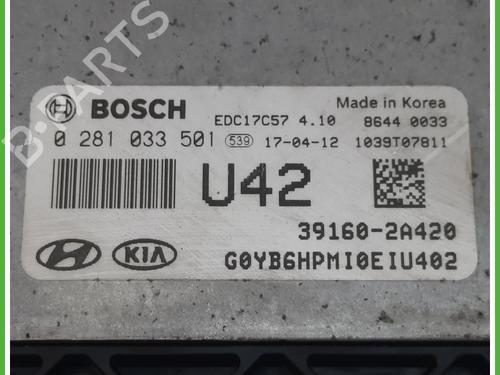 B-PARTS
BOSCH
EDC17C57 4.10
Made in Korea
8644 0033
0 281 033 501 539 17-04-12 1039T07811
U42
39160-2A420
KIA
G0YB6HPMI0EIU402